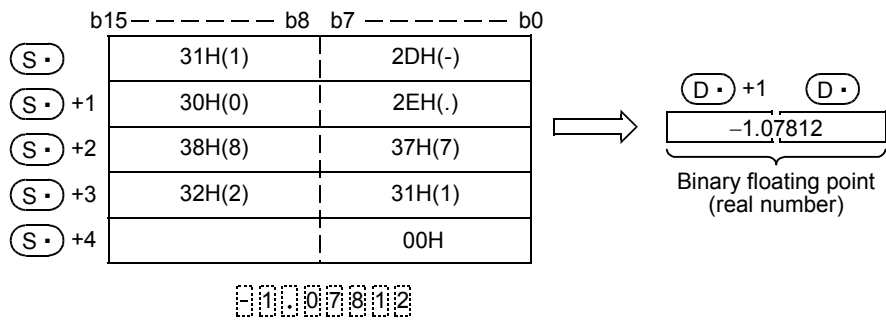 b15 b8 b7 b0
S· 31H(1) 2DH(-)
S· +1 30H(0) 2EH(.)
S· +2 38H(8) 37H(7)
S· +3 32H(2) 31H(1)
S· +4 00H
D· +1 D·
−1.07812
Binary floating point
(real number)
-1.07812